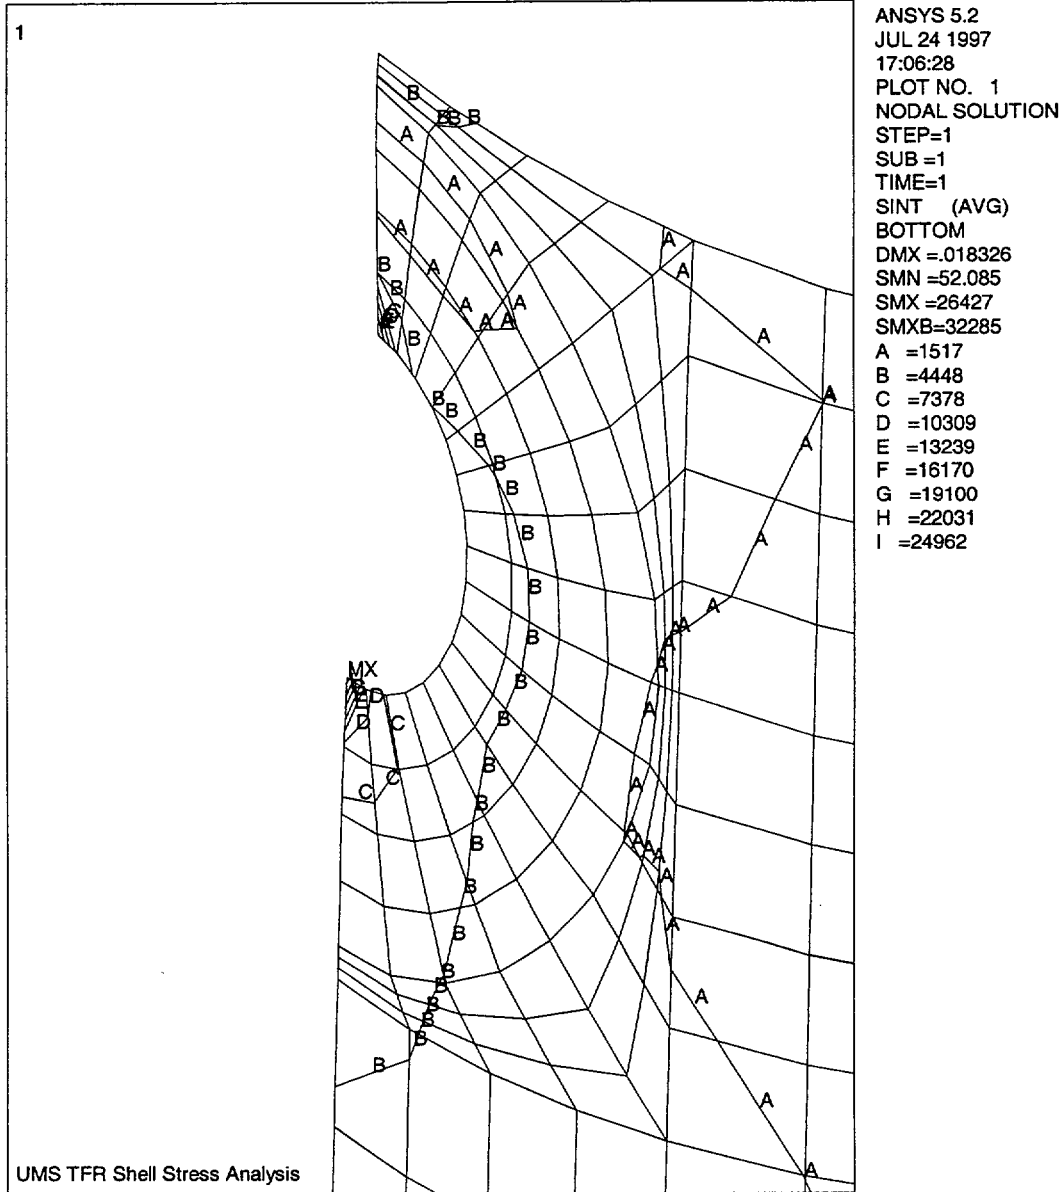 1
ANSYS 5.2
JUL 24 1997
17:06:28
PLOT NO. 1
NODAL SOLUTION
STEP=1
SUB =1
TIME=1
SINT (AVG)
BOTTOM
DMX =.018326
SMN =52.085
SMX =26427
SMXB=32285
A =1517
B =4448
C =7378
D =10309
E =13239
F =16170
G =19100
H =22031
I =24962
B
B B B
A
A
A
A
A
A
B
A
B
A A
A A
B
A
A
B B
A
B
A
B
B
B
A
B
A
B
A A
A
A
MX
D
B
A
D C
B
B
C
A
C
B
A
B
A A
A
A
B
A
B
B
B
A
B
B
B
B
B
A
A
UMS TFR Shell Stress Analysis